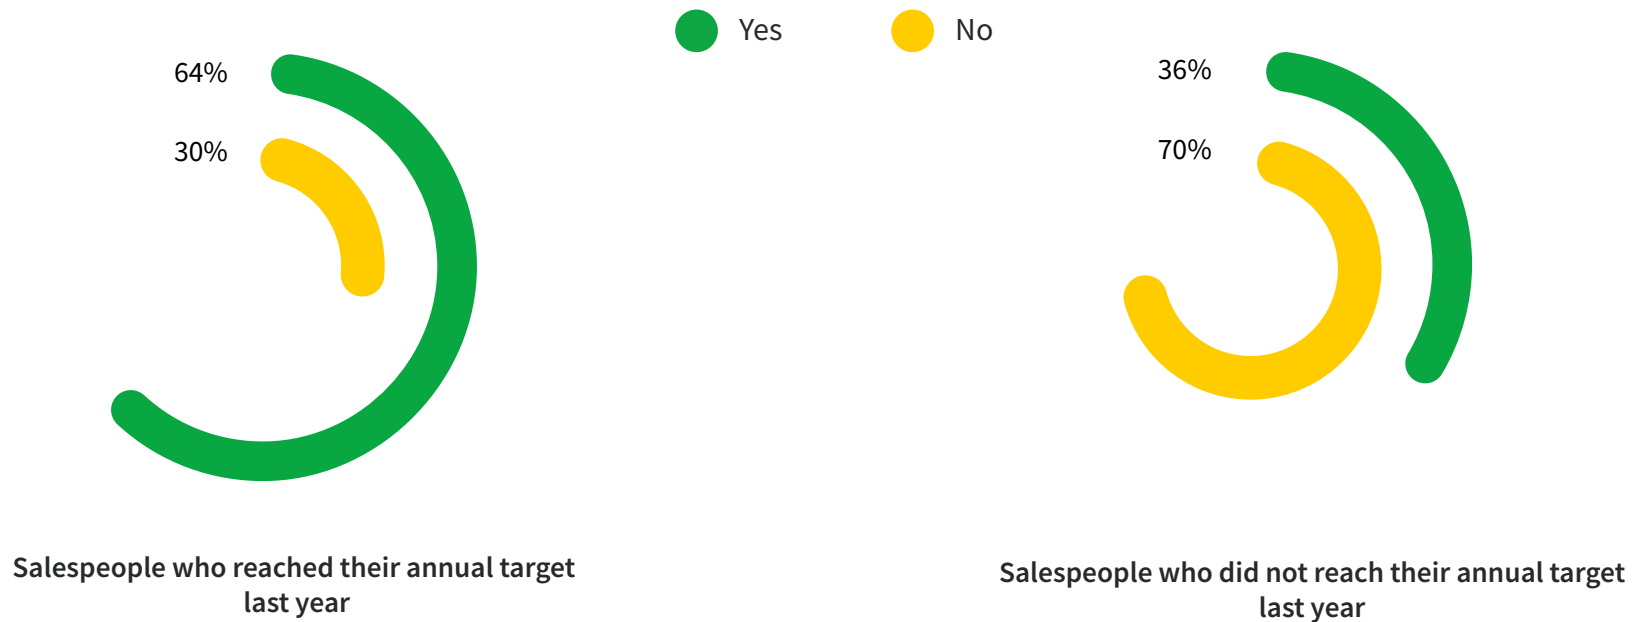 Yes
No
64%
30%
36%
70%
Salespeople who reached their annual target
last year
Salespeople who did not reach their annual target
last year